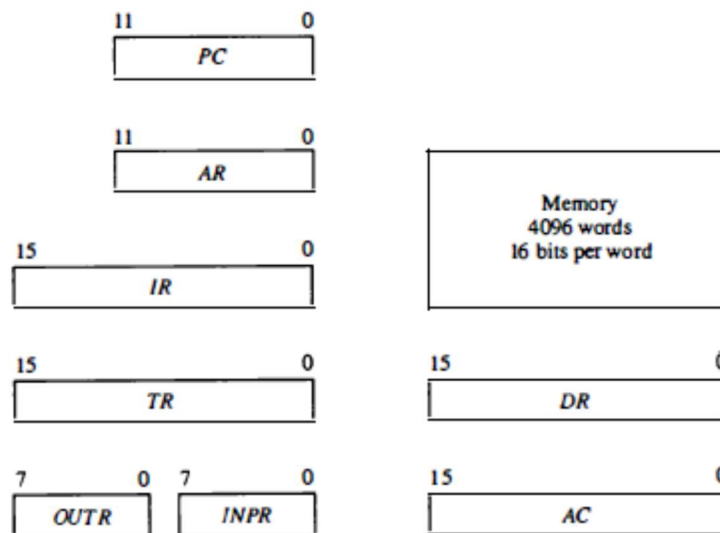 11 0
PC
11 0
AR
Memory
4096 words
16 bits per word
15 0
IR
15 0
TR
15 0
DR
7 0
OUTR
7 0
INPR
15 0
AC